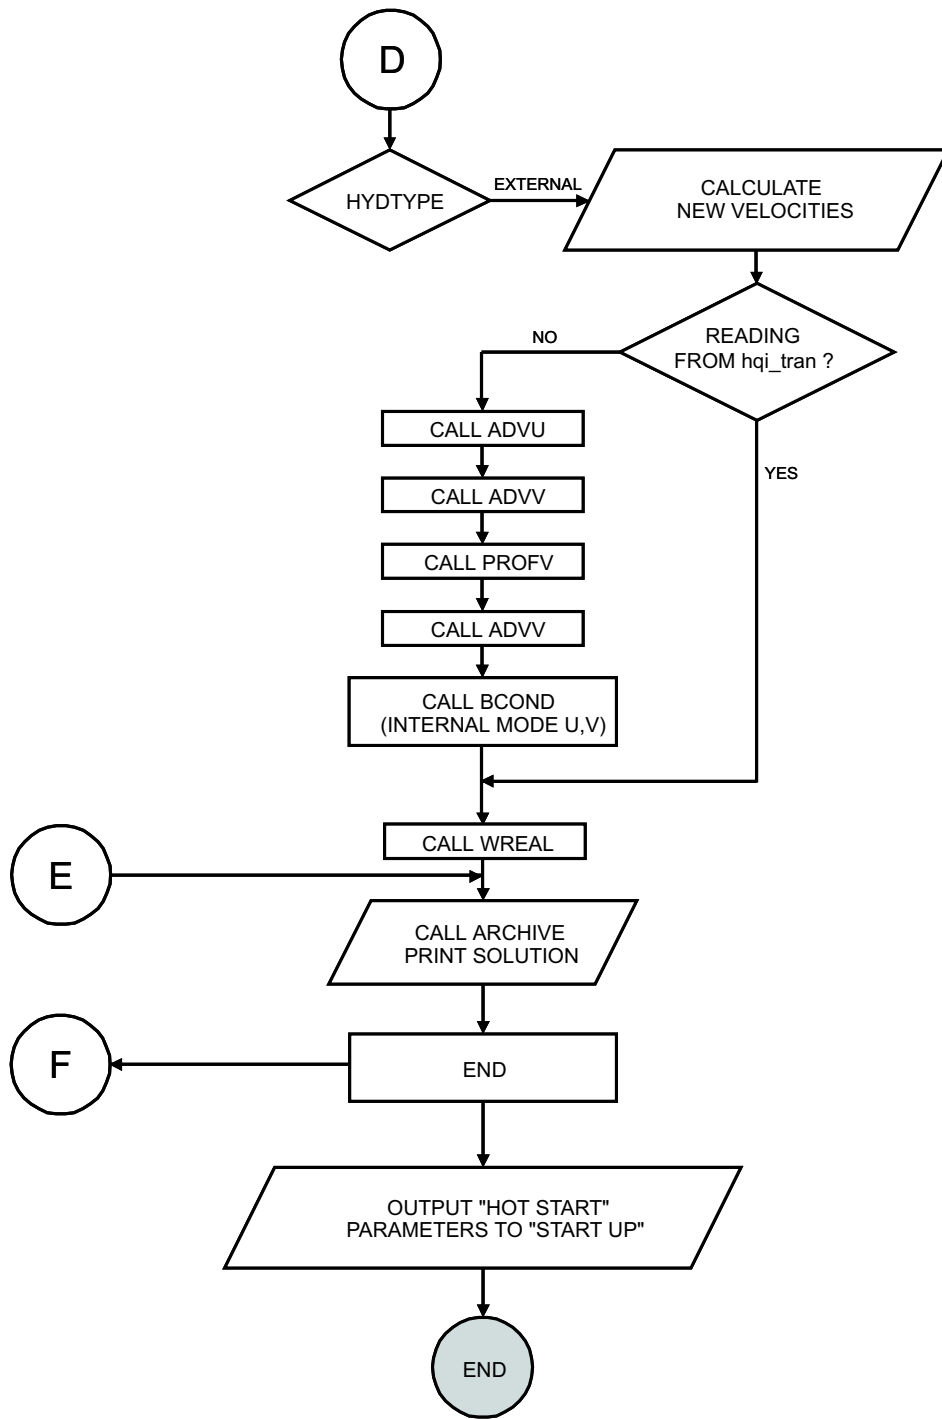 D
HYDTYPE
EXTERNAL
CALCULATE
NEW VELOCITIES
READING
FROM hqi_tran ?
NO
YES
CALL ADVU
CALL ADVV
CALL PROFV
CALL ADVV
CALL BCOND
(INTERNAL MODE U,V)
CALL WREAL
E
CALL ARCHIVE
PRINT SOLUTION
F
END
OUTPUT "HOT START"
PARAMETERS TO "START UP"
END